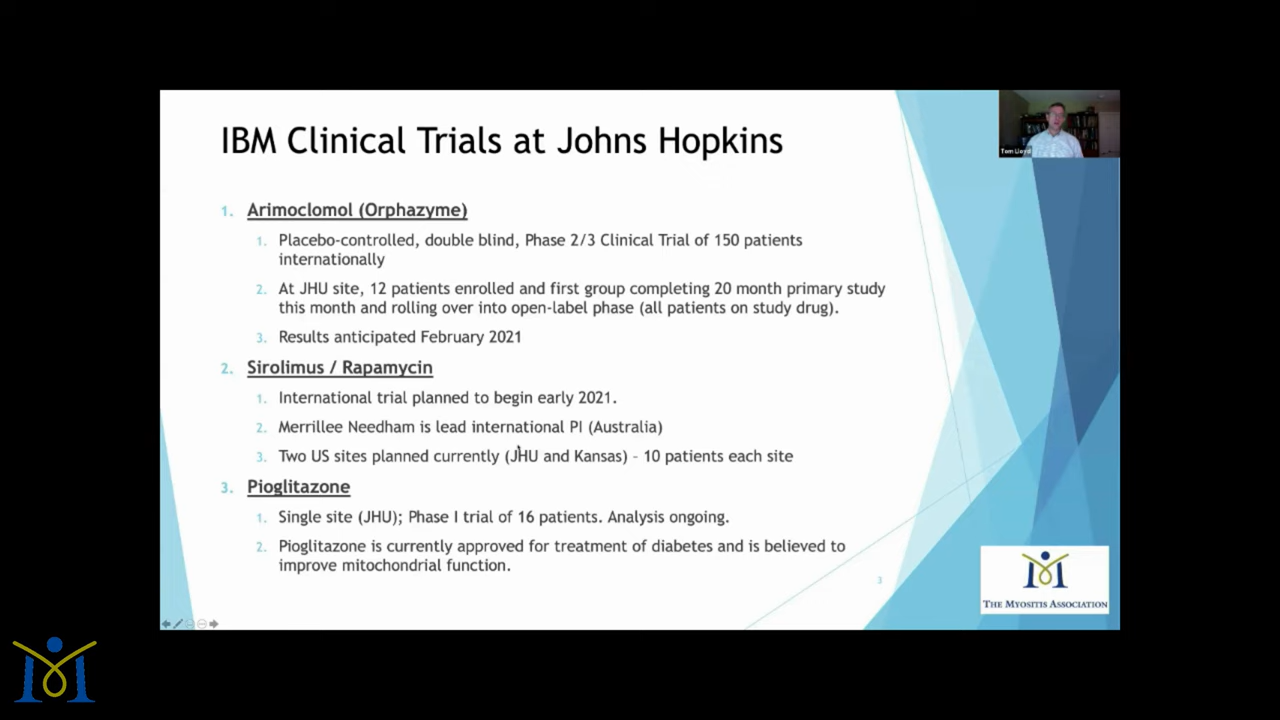 IBM Clinical Trials at Johns Hopkins
Tom Lloyd
1. Arimoclomol (Orphazyme)
1. Placebo-controlled, double blind, Phase 2/3 Clinical Trial of 150 patients
internationally
2. At JHU site, 12 patients enrolled and first group completing 20 month primary study
this month and rolling over into open-label phase (all patients on study drug).
3. Results anticipated February 2021
2. Sirolimus / Rapamycin
1. International trial planned to begin early 2021.
2. Merrillee Needham is lead international PI (Australia)
3. Two US sites planned currently (JHU and Kansas) – 10 patients each site
3. Pioglitazone
1. Single site (JHU); Phase I trial of 16 patients. Analysis ongoing.
2. Pioglitazone is currently approved for treatment of diabetes and is believed to
improve mitochondrial function.
3
THE MYOSITIS ASSOCIATION